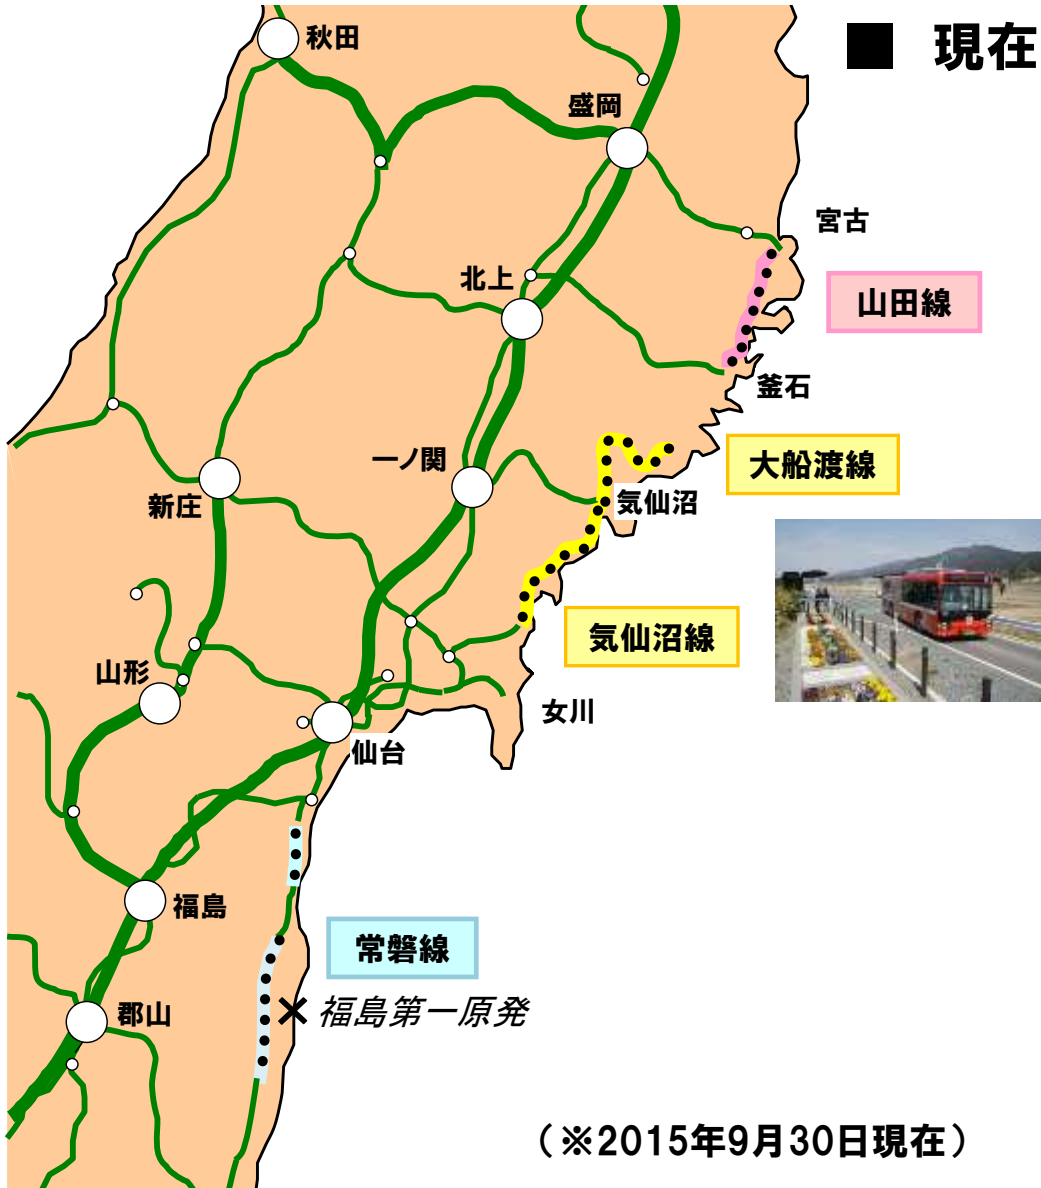 ■ 現在
秋田
盛岡
宮古
北上
山田線
釜石
一ノ関
大船渡線
新庄
気仙沼
気仙沼線
山形
女川
仙台
福島
常磐線
福島第一原発
郡山
（※2015年9月30日現在）